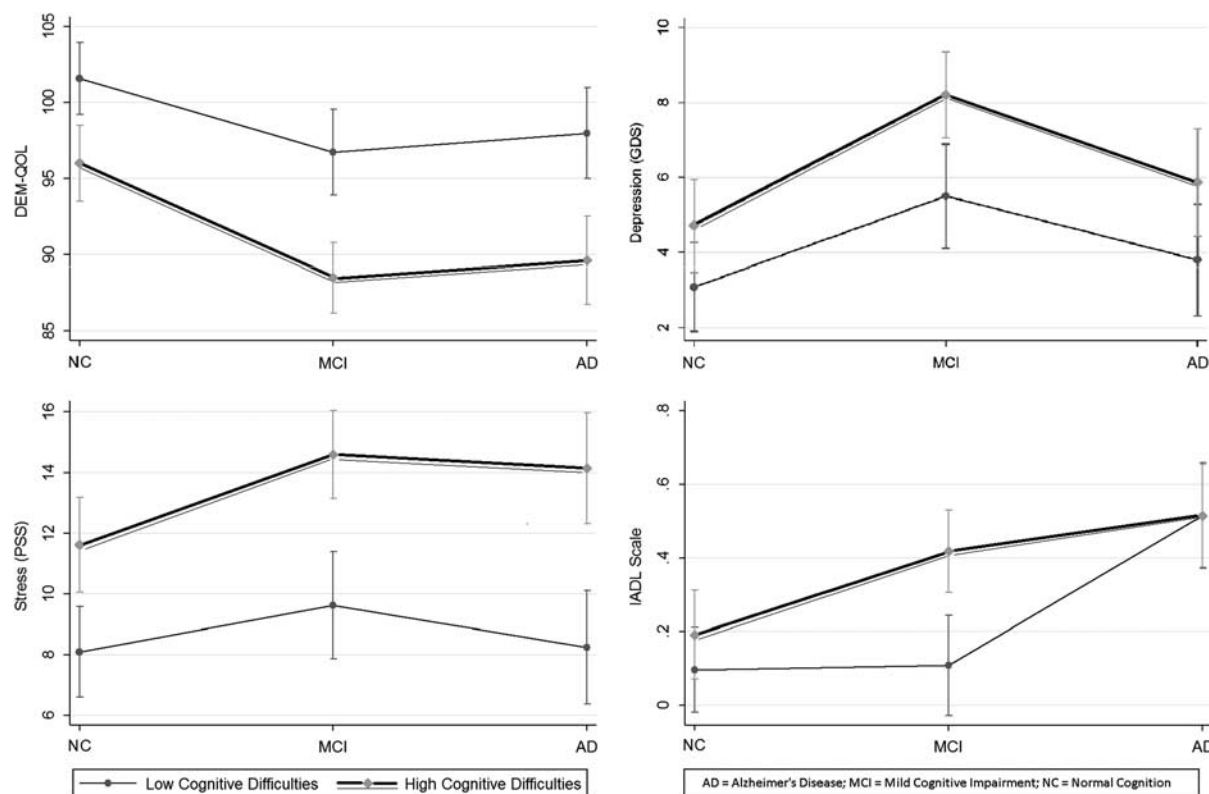 DEM-QOL
105
100
95
90
85
NC
MCI
AD
Depression (GDS)
10
8
6
4
2
NC
MCI
AD
Stress (PSS)
16
14
12
10
8
6
NC
MCI
AD
IADL Scale
.8
.6
.4
.2
0
NC
MCI
AD
Low Cognitive Difficulties
High Cognitive Difficulties
AD = Alzheimer's Disease; MCI = Mild Cognitive Impairment; NC = Normal Cognition